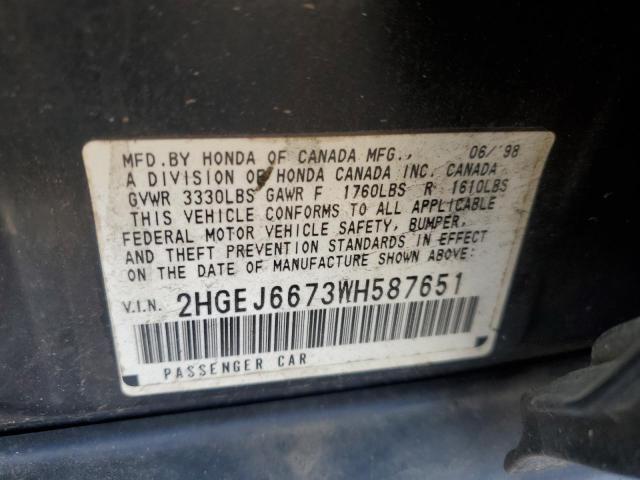 MFD.BY HONDA OF CANADA MFG., 06/'98
A DIVISION OF HONDA CANADA INC. CANADA
GVWR 3330LBS GAWR F 1760LBS R 1610LBS
THIS VEHICLE CONFORMS TO ALL APPLICABLE
FEDERAL MOTOR VEHICLE SAFETY, BUMPER,
AND THEFT PREVENTION STANDARDS IN EFFECT
ON THE DATE OF MANUFACTURE SHOWN ABOVE:
V.I.N. 2HGEJ6673WH587651
PASSENGER CAR